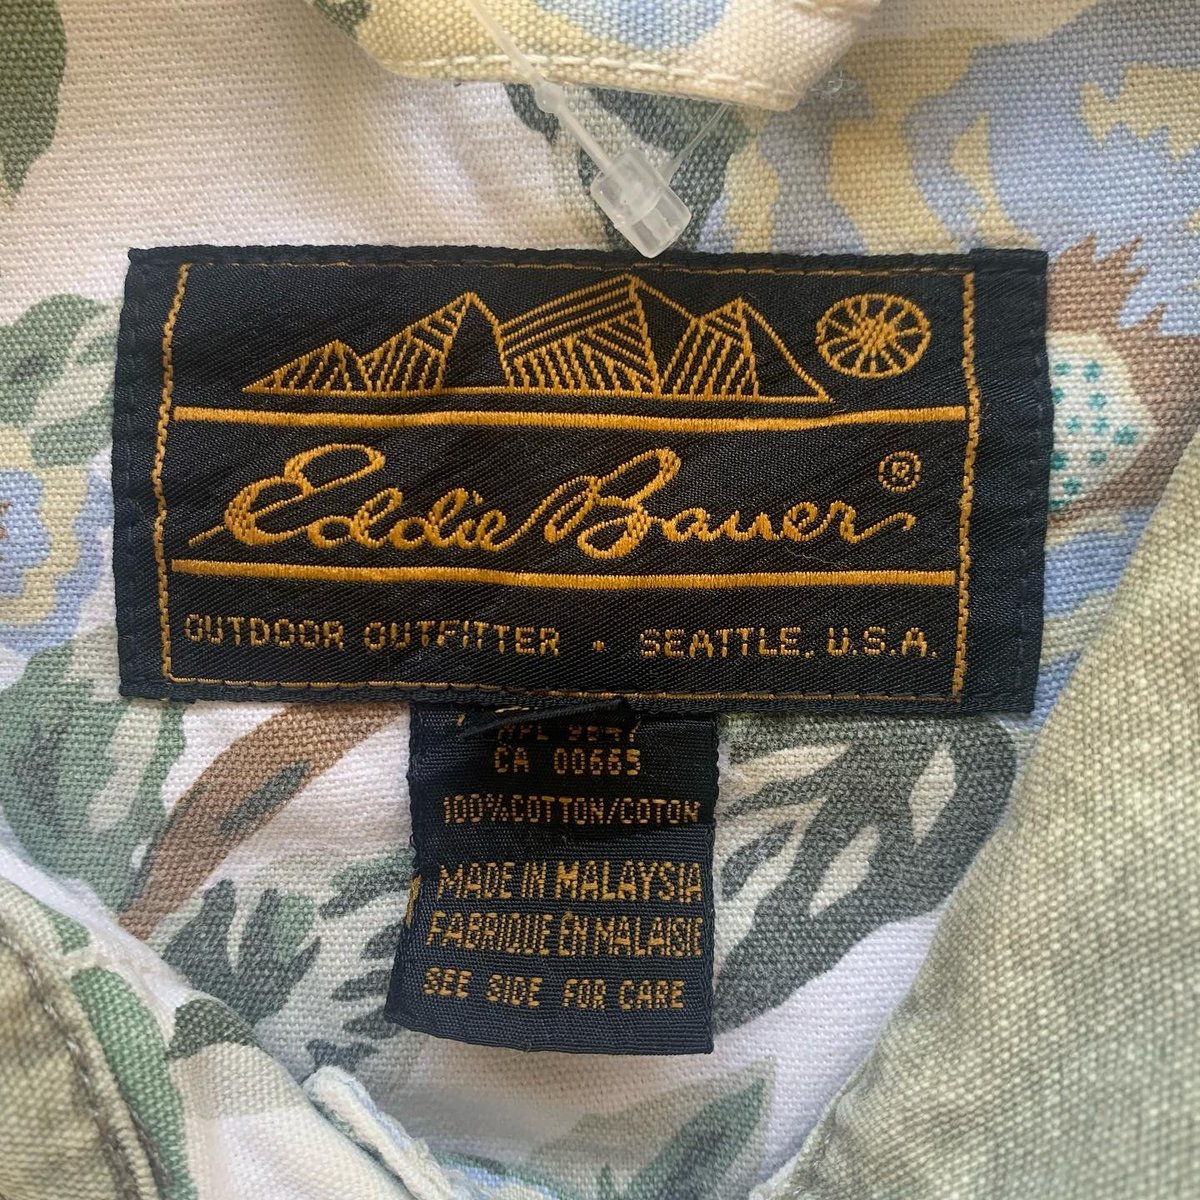 Eddie Bauer®
OUTDOOR OUTFITTER • SEATTLE, U.S.A.
CA 00665
100%COTTON/COTON
MADE IN MALAYSIA
FABRIQUE ÉN MALAISIE
SEE SIDE FOR CARE